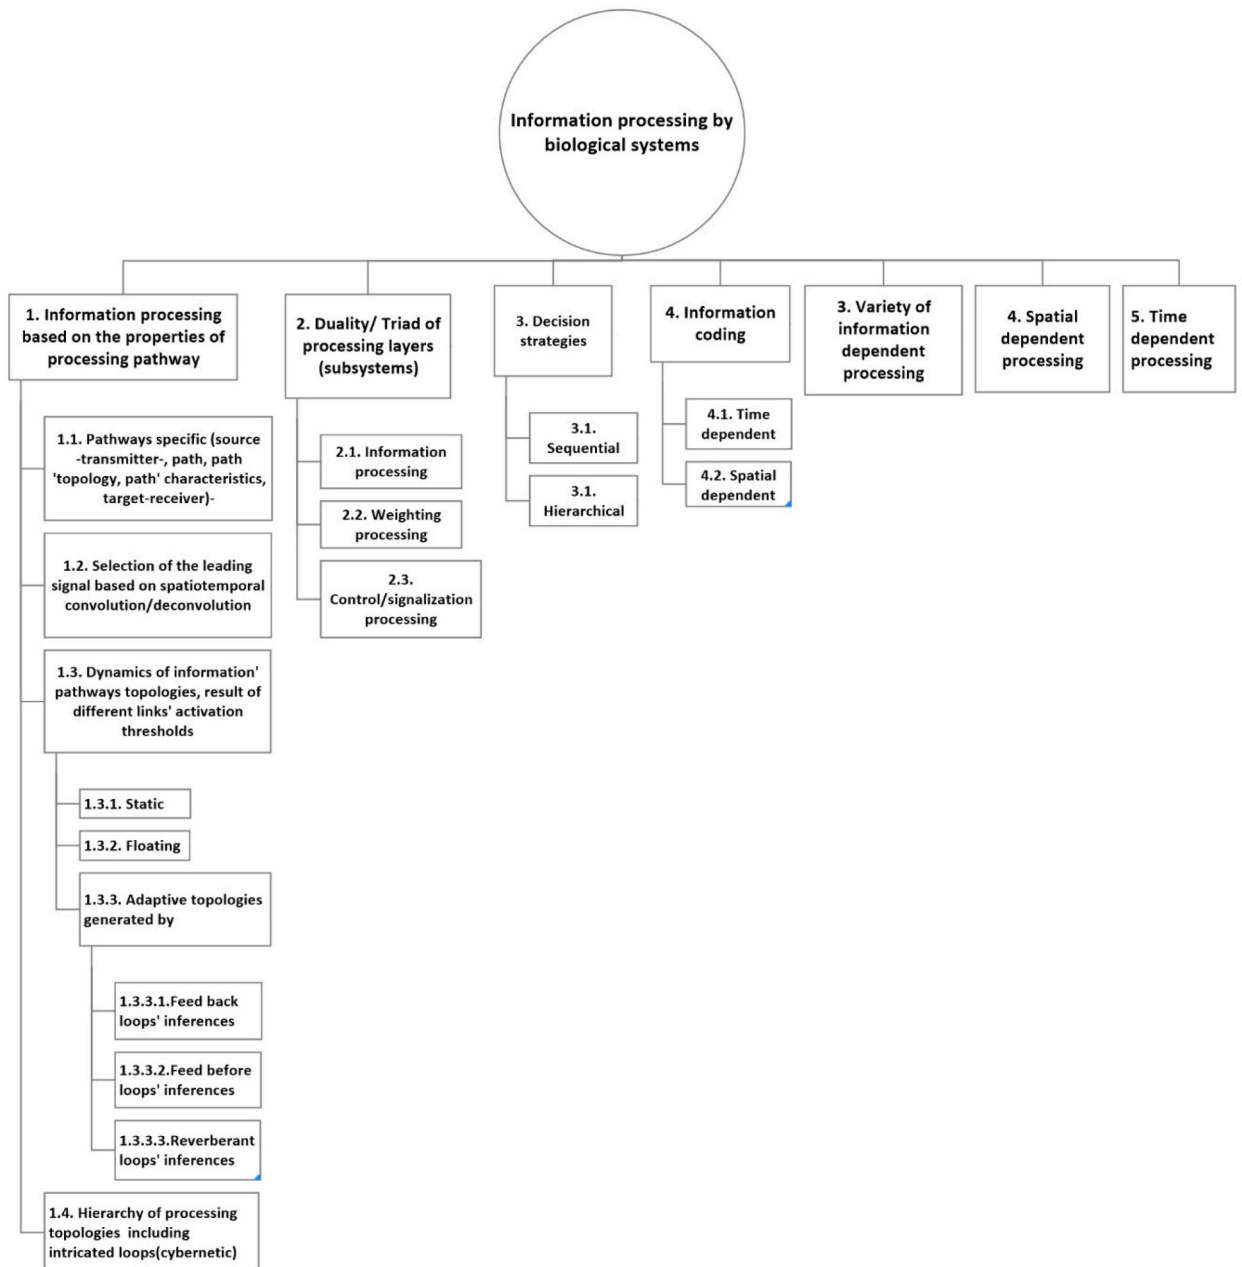 Information processing by
biological systems
1. Information processing
based on the properties of
processing pathway
2. Duality/ Triad of
processing layers
(subsystems)
3. Decision
strategies
4. Information
coding
3. Variety of
information
dependent
processing
4. Spatial
dependent
processing
5. Time
dependent
processing
1.1. Pathways specific (source
-transmitter-, path, path
'topology, path' characteristics,
target-receiver)-
1.2. Selection of the leading
signal based on spatiotemporal
convolution/deconvolution
1.3. Dynamics of information'
pathways topologies, result of
different links' activation
thresholds
1.3.1. Static
1.3.2. Floating
1.3.3. Adaptive topologies
generated by
1.3.3.1.Feed back
loops' inferences
1.3.3.2.Feed before
loops' inferences
1.3.3.3.Reverberant
loops' inferences
1.4. Hierarchy of processing
topologies including
intricated loops(cybernetic)
2.1. Information
processing
2.2. Weighting
processing
2.3.
Control/signalization
processing
3.1.
Sequential
3.1.
Hierarchical
4.1. Time
dependent
4.2. Spatial
dependent